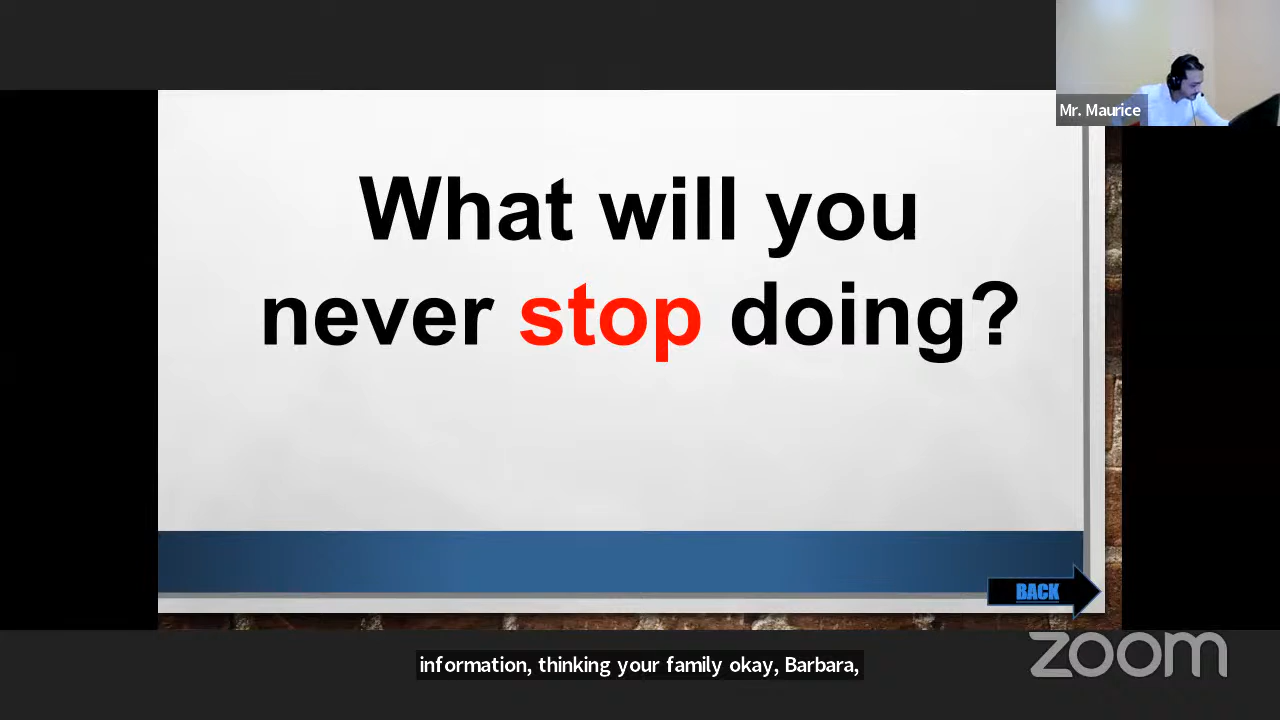 Mr. Maurice
What will you
never stop doing?
BACK
information, thinking your family okay, Barbara,
zoom